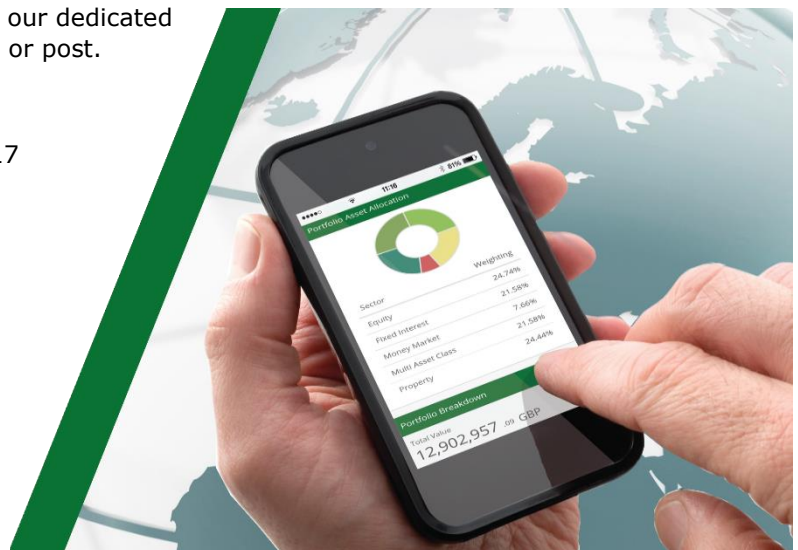 our dedicated
or post.
17
11:10
81%
Portfolio Asset Allocation
Sector Weighting
Equity 24.74%
Fixed Interest 21.58%
Money Market 7.66%
Multi Asset Class 21.58%
Property 24.44%
Portfolio Breakdown
Total Value
12,902,957 .09 GBP